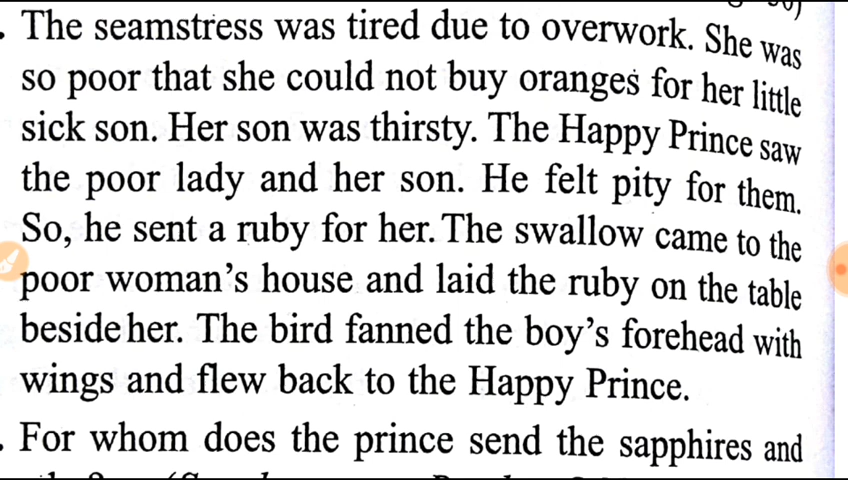 . The seamstress was tired due to overwork. She was
so poor that she could not buy oranges for her little
sick son. Her son was thirsty. The Happy Prince saw
the poor lady and her son. He felt pity for them.
So, he sent a ruby for her. The swallow came to the
poor woman's house and laid the ruby on the table
beside her. The bird fanned the boy's forehead with
wings and flew back to the Happy Prince.
. For whom does the prince send the sapphires and